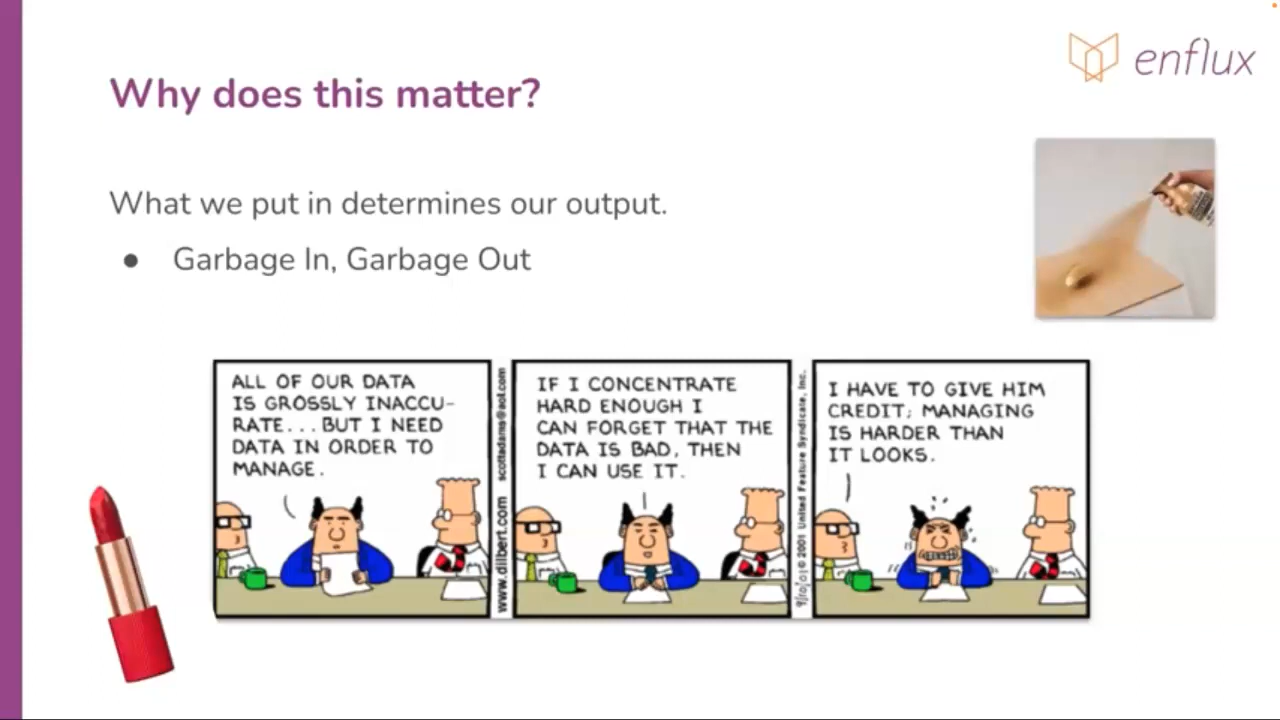 enflux
Why does this matter?
What we put in determines our output.
● Garbage In, Garbage Out
ALL OF OUR DATA
IS GROSSLY INACCU-
RATE...BUT I NEED
DATA IN ORDER TO
MANAGE.
www.dilbert.com scottadams@aol.com
IF I CONCENTRATE
HARD ENOUGH I
CAN FORGET THAT THE
DATA IS BAD, THEN
I CAN USE IT.
9/10/01 © 2001 United Feature Syndicate, Inc.
I HAVE TO GIVE HIM
CREDIT; MANAGING
IS HARDER THAN
IT LOOKS.